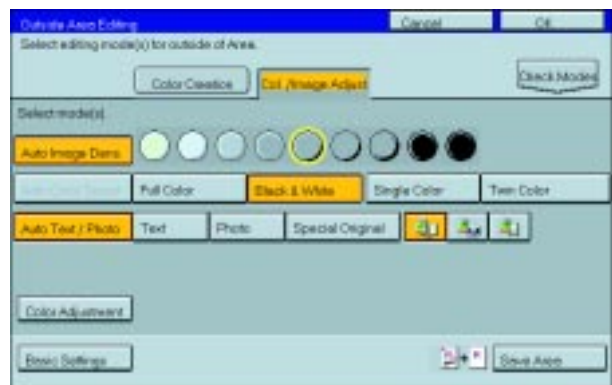 Outside Area Editing Cancel OK
Select editing mode(s) for outside of Area.
Color Creation Col./Image Adjust Check Modes
Select mode(s).
Auto Image Dens.
Full Color Black & White Single Color Twin Color
Auto Text / Photo Text Photo Special Original
Color Adjustment
Basic Settings Save Area